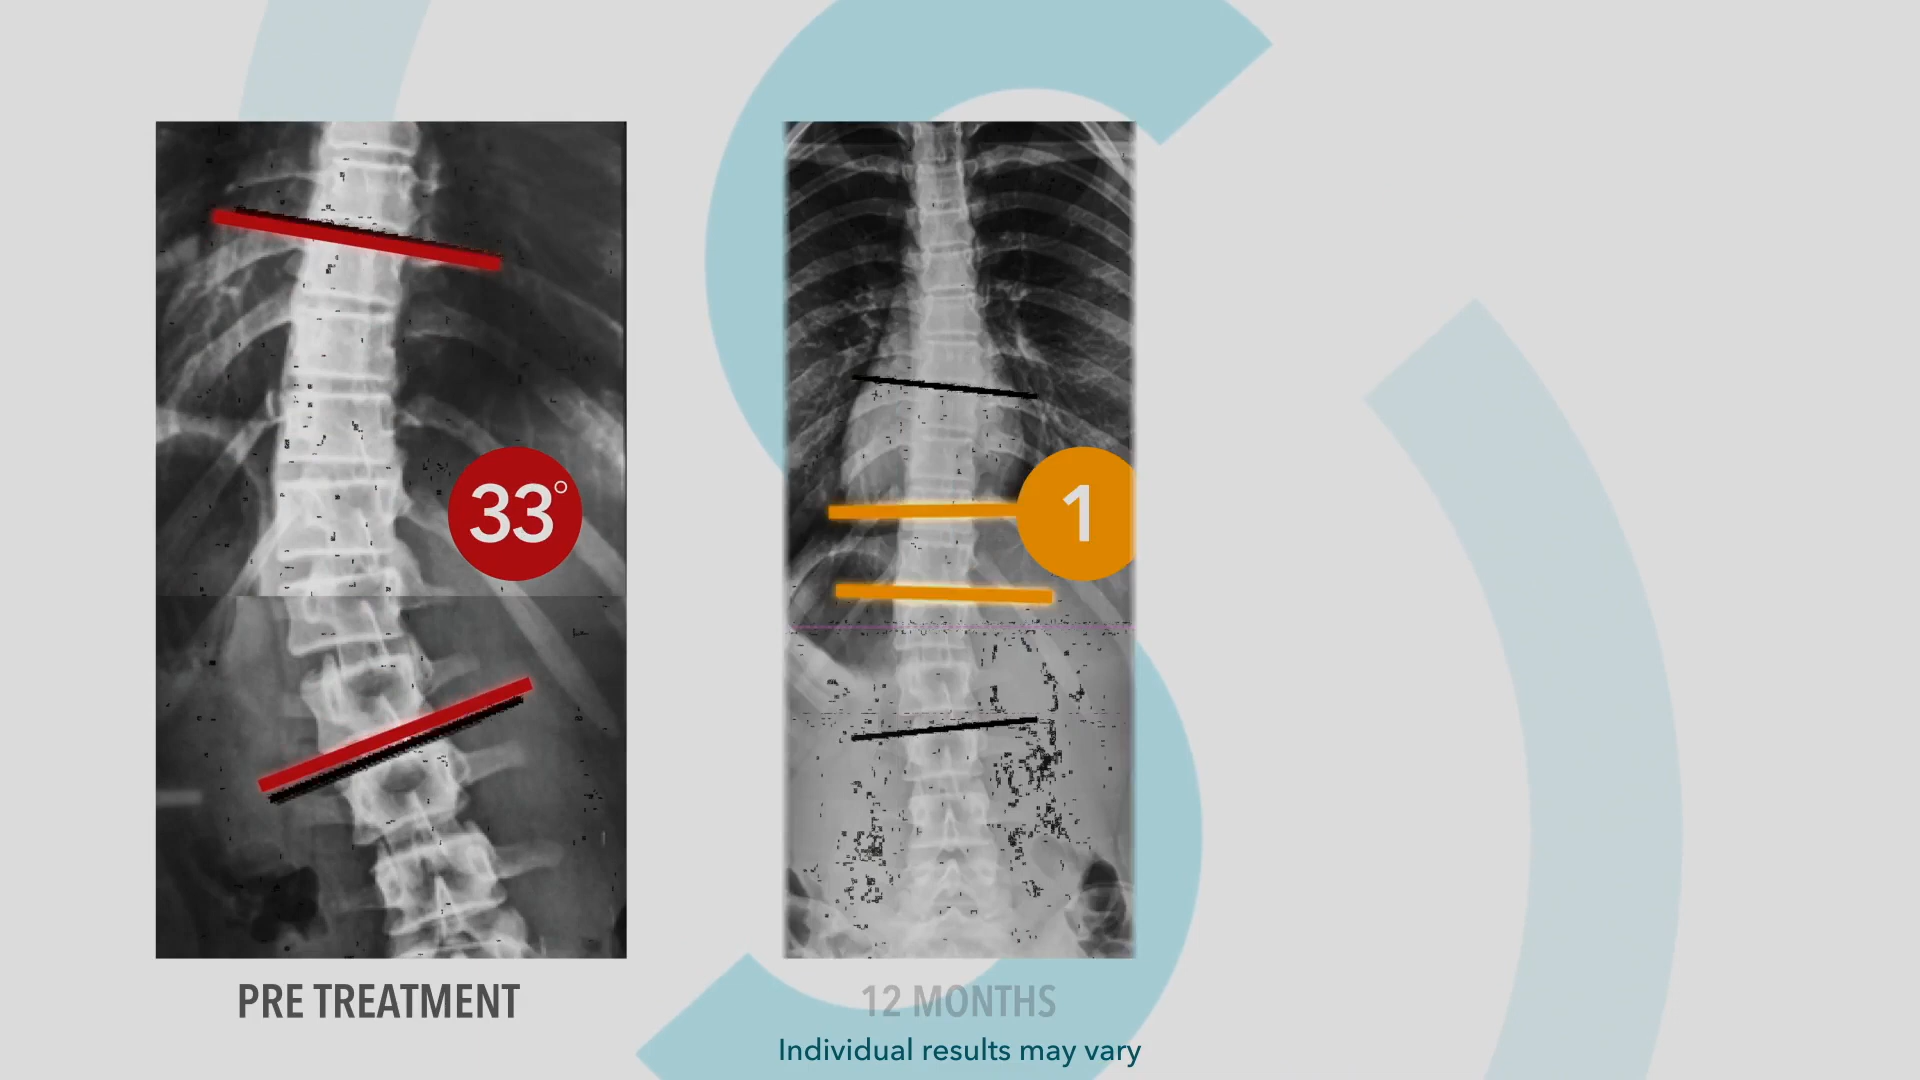 33°
1
PRE TREATMENT
12 MONTHS
Individual results may vary